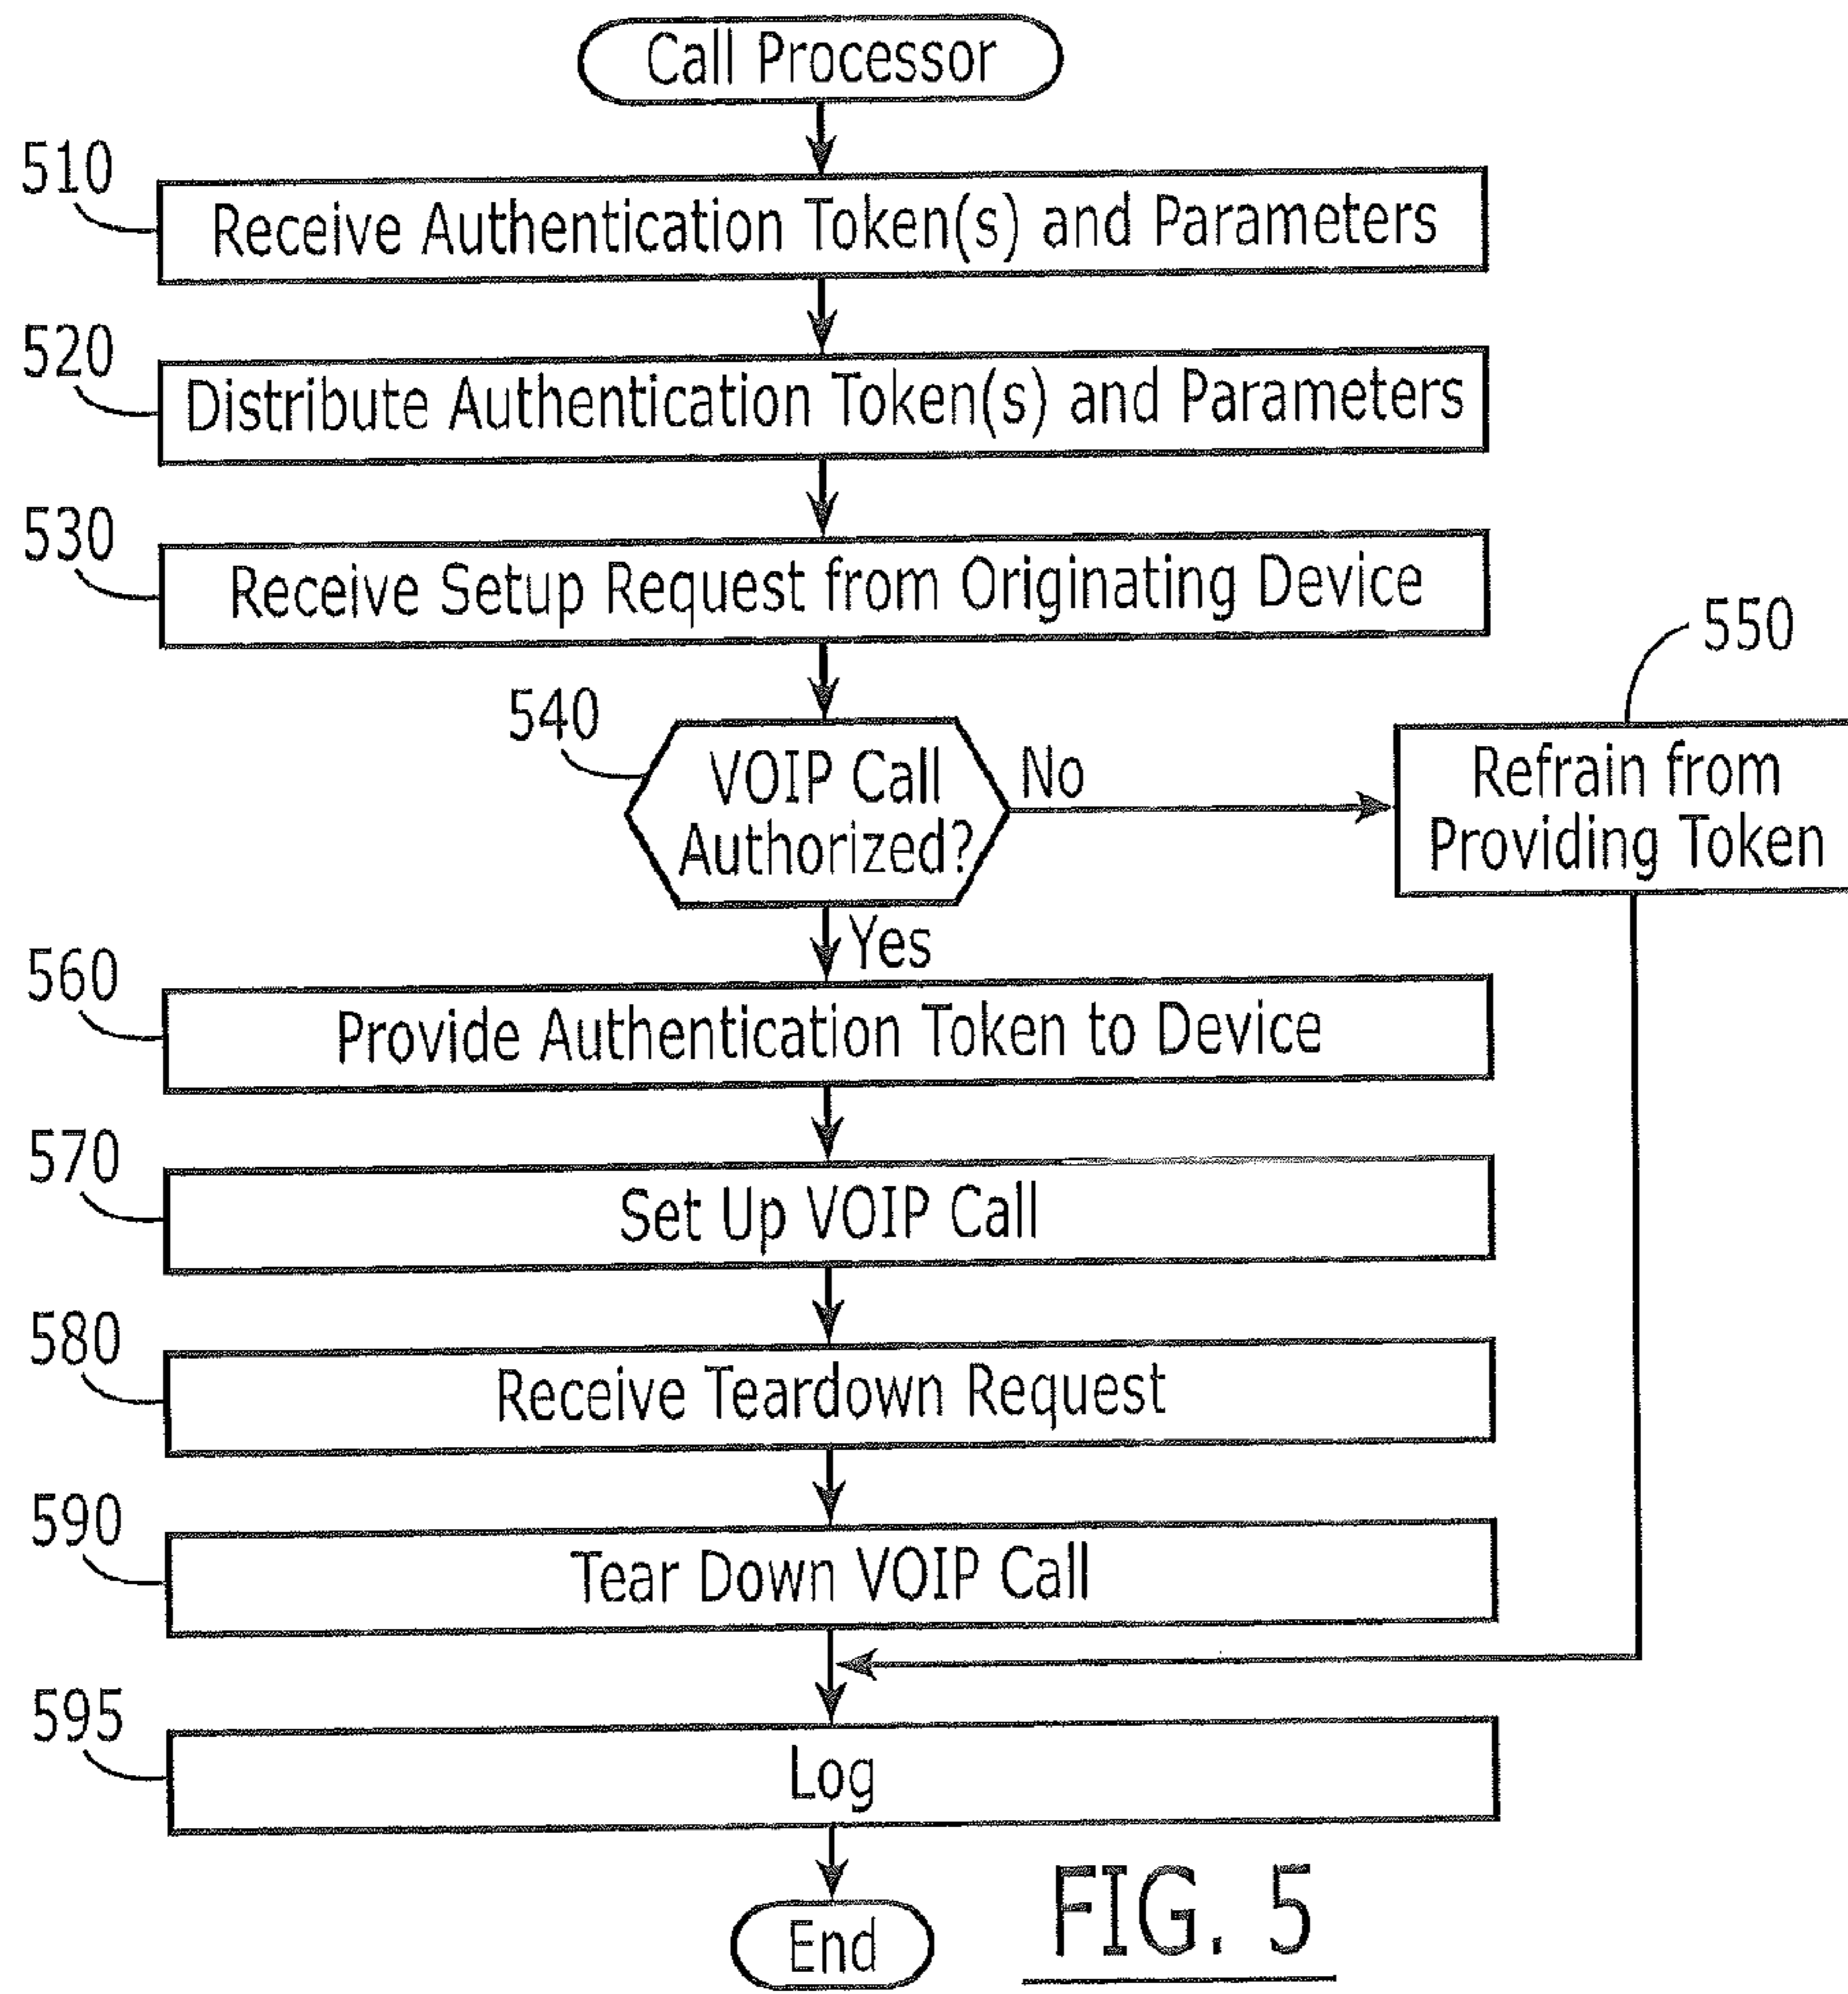 Call Processor
510
Receive Authentication Token(s) and Parameters
520
Distribute Authentication Token(s) and Parameters
530
Receive Setup Request from Originating Device
550
540
VOIP Call
Authorized?
No
Refrain from
Providing Token
Yes
560
Provide Authentication Token to Device
570
Set Up VOIP Call
580
Receive Teardown Request
590
Tear Down VOIP Call
595
Log
End
FIG. 5